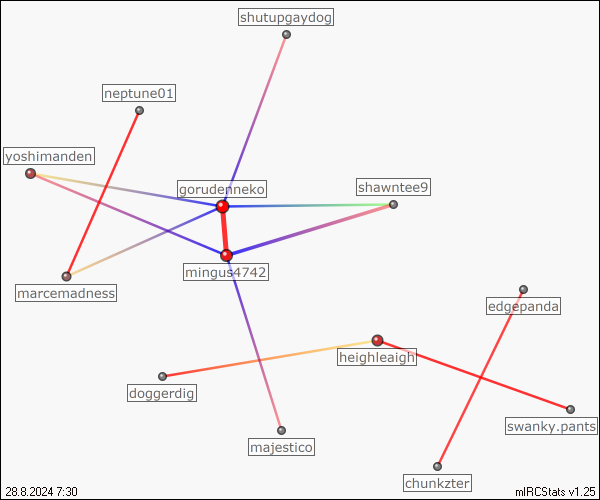 shutupgaydog
neptune01
yoshimanden
gorudenneko
shawntee9
mingus4742
marcemadness
edgepanda
heighleaigh
doggerdig
swanky.pants
majestico
chunkzter
28.8.2024 7:30
mIRCStats v1.25